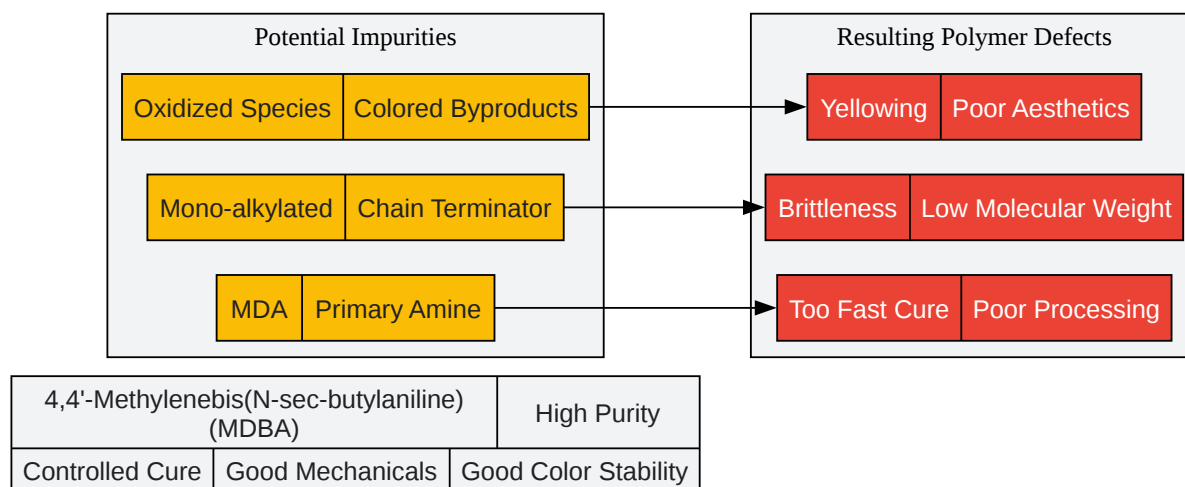 Potential Impurities
Resulting Polymer Defects
Oxidized Species
Colored Byproducts
Yellowing
Poor Aesthetics
Mono-alkylated
Chain Terminator
Brittleness
Low Molecular Weight
MDA
Primary Amine
Too Fast Cure
Poor Processing
4,4'-Methylenebis(N-sec-butylaniline)
(MDBA)
High Purity
Controlled Cure
Good Mechanicals
Good Color Stability